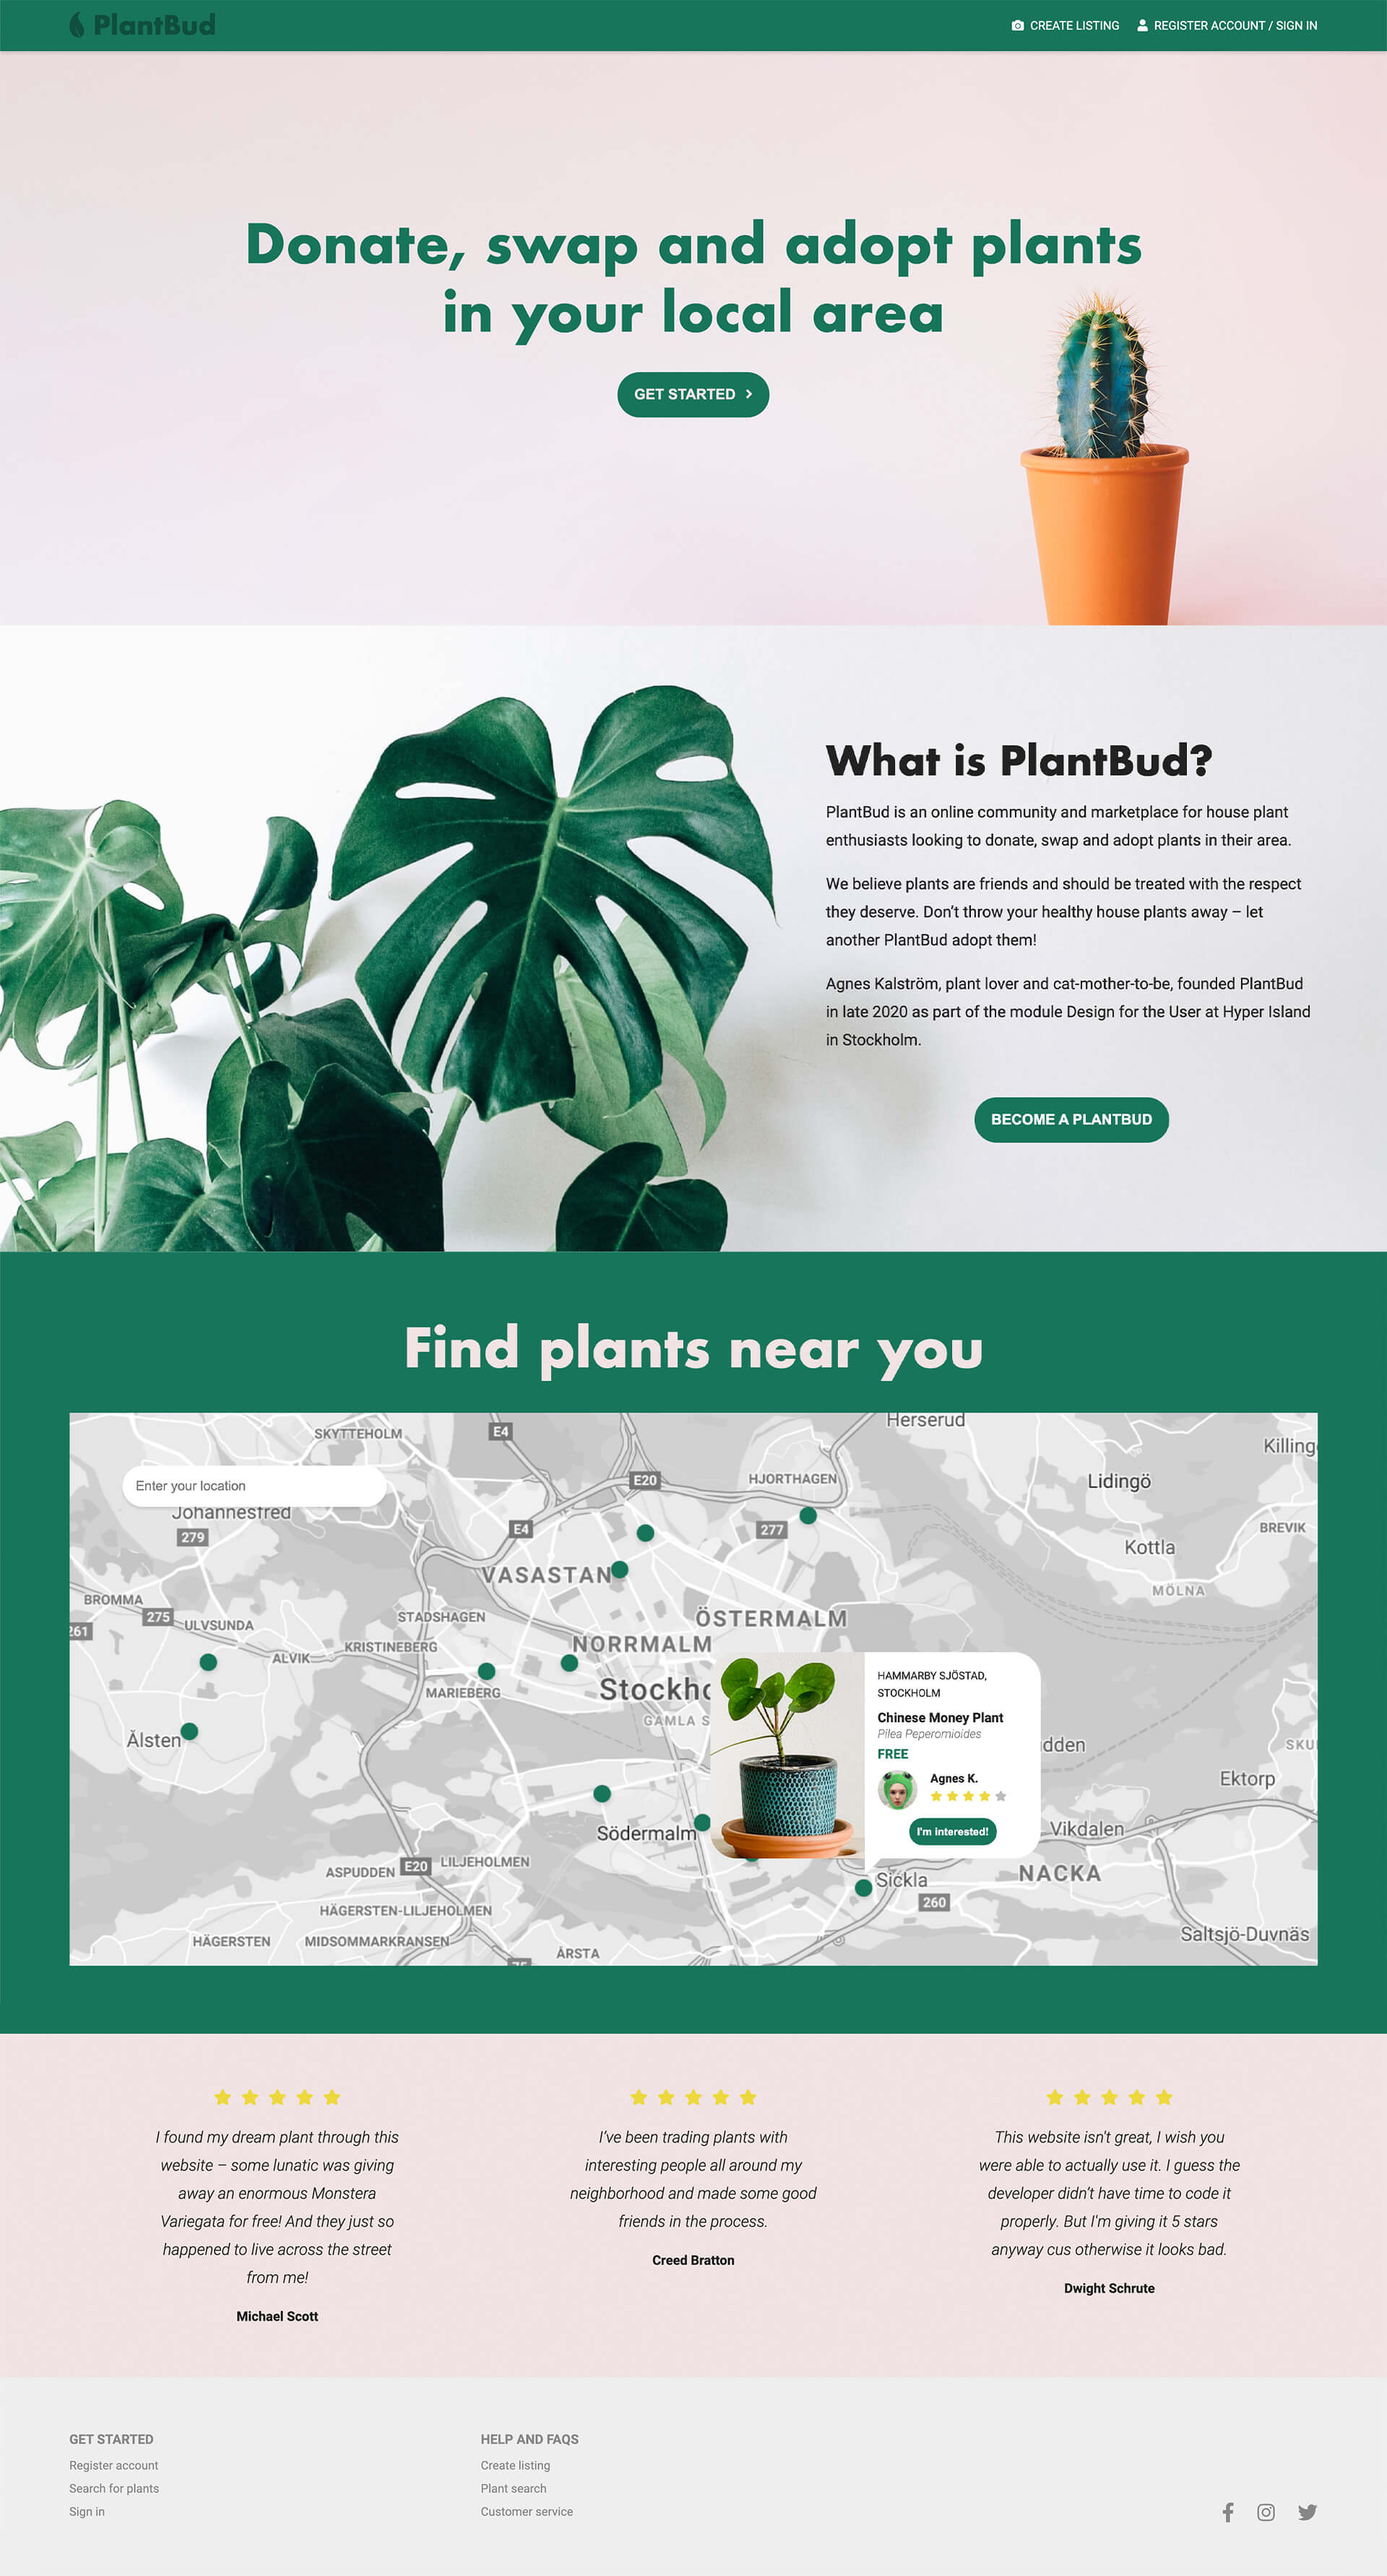 PlantBud
CREATE LISTING
REGISTER ACCOUNT / SIGN IN
Donate, swap and adopt plants
in your local area
GET STARTED
What is PlantBud?
PlantBud is an online community and marketplace for house plant
enthusiasts looking to donate, swap and adopt plants in their area.
We believe plants are friends and should be treated with the respect
they deserve. Don't throw your healthy house plants away – let
another PlantBud adopt them!
Agnes Kalström, plant lover and cat-mother-to-be, founded PlantBud
in late 2020 as part of the module Design for the User at Hyper Island
in Stockholm.
BECOME A PLANTBUD
Find plants near you
Herserud
SKYTTEHOLM
E4
Killing
E20
HJORTHAGEN
Lidingö
Enter your location
Johannesfred
279
E4
277
BREVIK
Kottla
VASASTAN
MÖLNA
BROMMA
275
261
ULVSUNDA
STADSHAGEN
ÖSTERMALM
KRISTINEBERG
NORRMALM
ALVIK
MARIEBERG
Stockho
GAMLA S
HAMMARBY SJÖSTAD,
STOCKHOLM
Chinese Money Plant
Pilea Peperomioides
FREE
Agnes K.
I'm interested!
Ålsten
dden
SKU
Ektorp
Södermalm
Vikdalen
ASPUDDEN
E20
LILJEHOLMEN
Sickla
NACKA
260
HÄGERSTEN-LILJEHOLMEN
HÄGERSTEN
MIDSOMMARKRANSEN
ÅRSTA
Saltsjö-Duvnäs
75
I found my dream plant through this
website – some lunatic was giving
away an enormous Monstera
Variegata for free! And they just so
happened to live across the street
from me!
Michael Scott
I've been trading plants with
interesting people all around my
neighborhood and made some good
friends in the process.
Creed Bratton
This website isn't great, I wish you
were able to actually use it. I guess the
developer didn't have time to code it
properly. But I'm giving it 5 stars
anyway cus otherwise it looks bad.
Dwight Schrute
GET STARTED
Register account
Search for plants
Sign in
HELP AND FAQS
Create listing
Plant search
Customer service